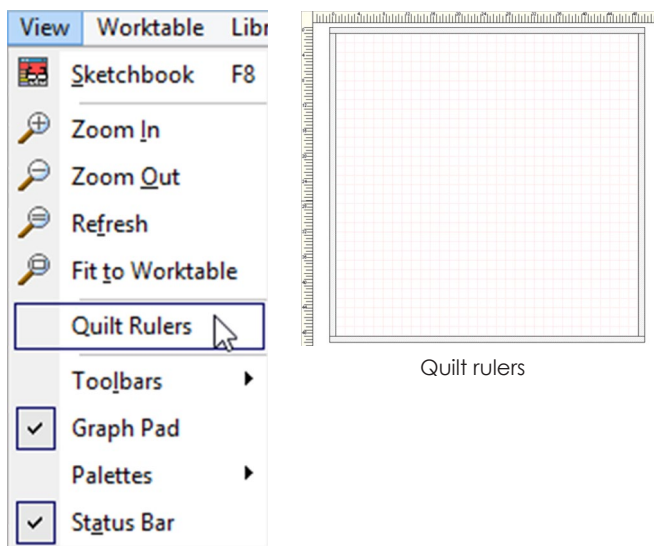 View Worktable Libr
Sketchbook F8
Zoom In
Zoom Out
Refresh
Fit to Worktable
Quilt Rulers
Toolbars
Graph Pad
Palettes
Status Bar
Quilt rulers